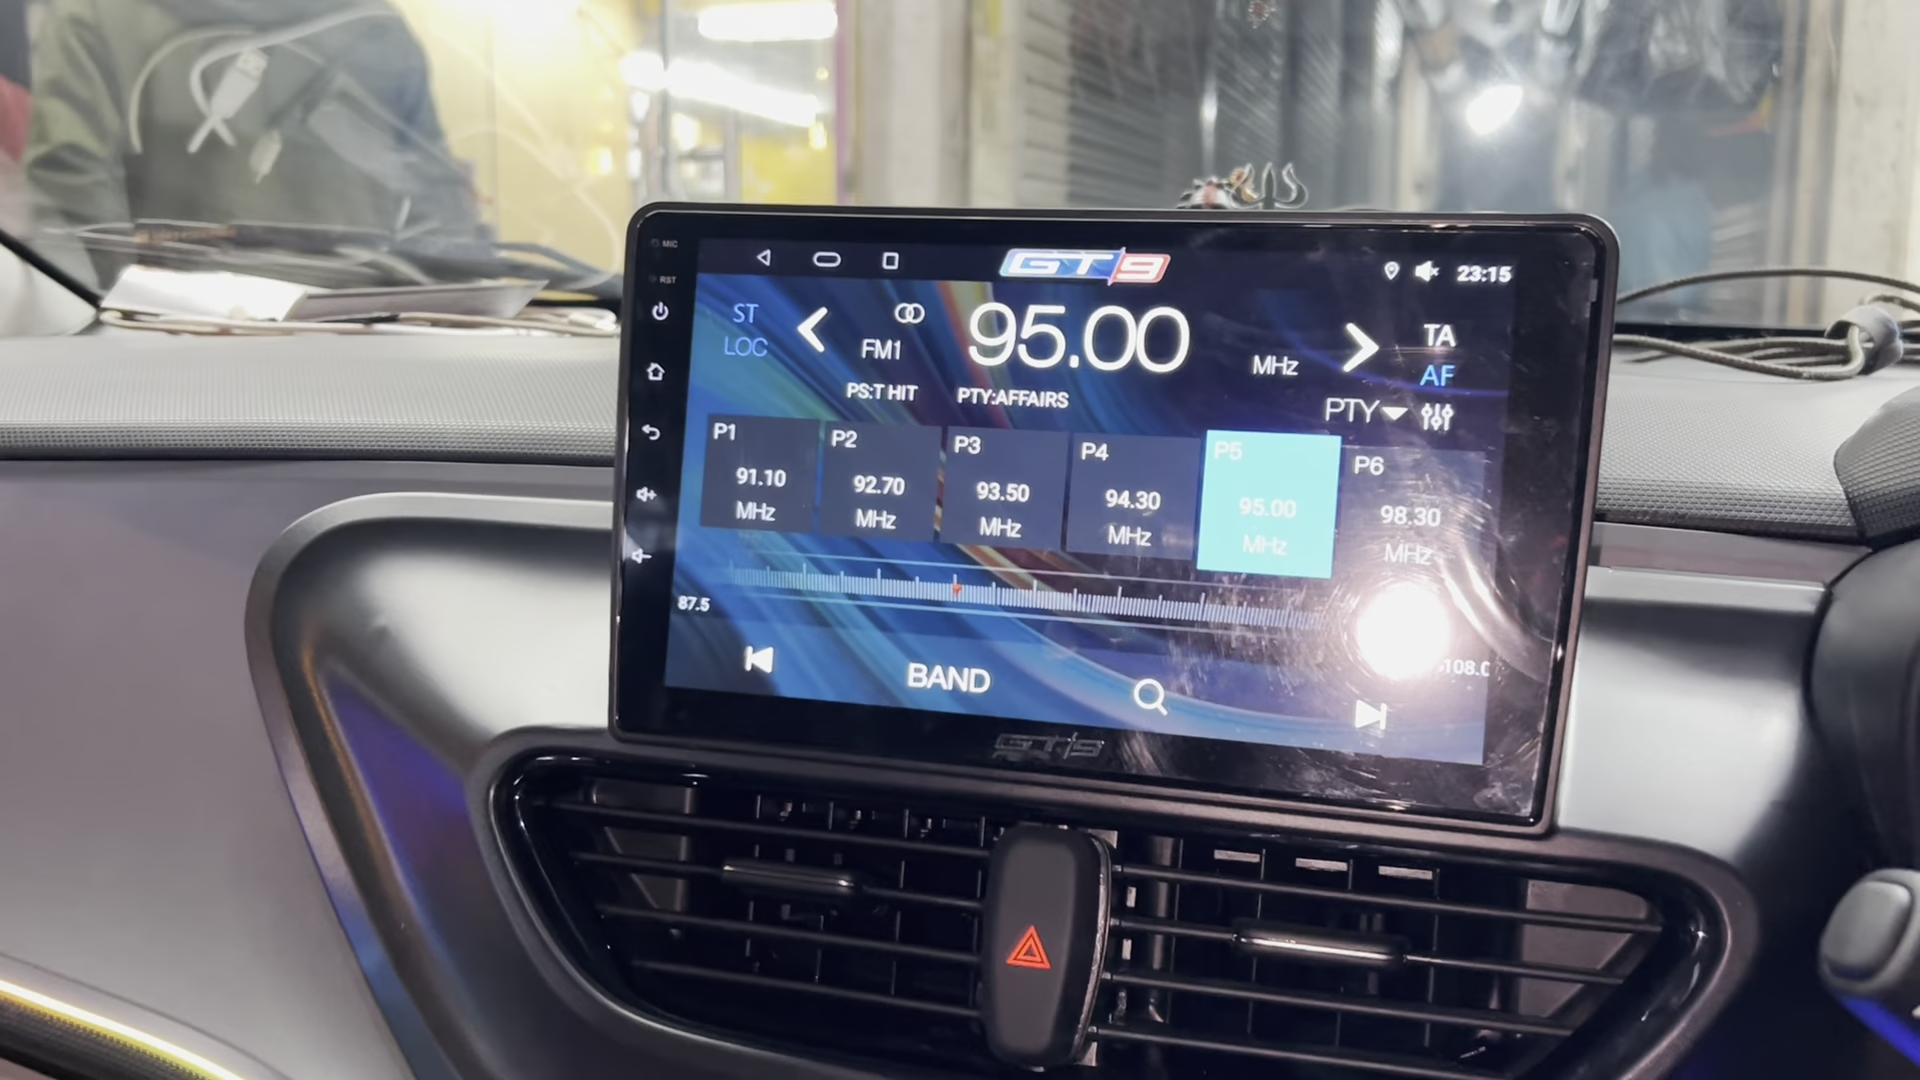 MIC
RST
GT9
23:15
ST
LOC
FM1
95.00
MHz
TA
AF
PS:T HIT
PTY:AFFAIRS
PTY
P1
91.10
MHz
P2
92.70
MHz
P3
93.50
MHz
P4
94.30
MHz
P5
95.00
MHz
P6
98.30
MHz
87.5
108.0
BAND
GT9